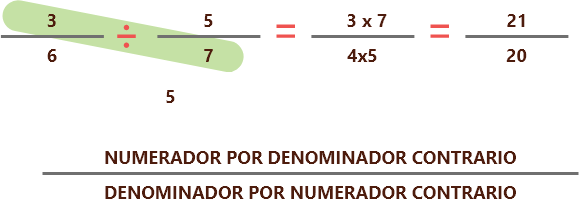 3 ÷ 5 = 3 x 7 = 21
6 7 4x5 20
5
NUMERADOR POR DENOMINADOR CONTRARIO
DENOMINADOR POR NUMERADOR CONTRARIO